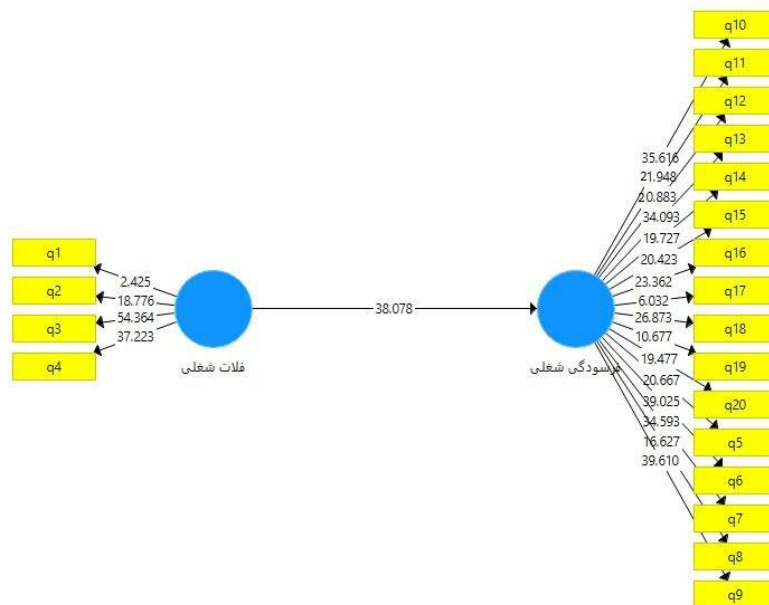 q1
q2
q3
q4
2.425
18.776
54.364
37.223
فلات شغلی
38.078
فرسودگی شغلی
35.616
21.948
20.883
34.093
19.727
20.423
23.362
6.032
26.873
10.677
19.477
20.667
39.025
34.593
16.627
39.610
q10
q11
q12
q13
q14
q15
q16
q17
q18
q19
q20
q5
q6
q7
q8
q9